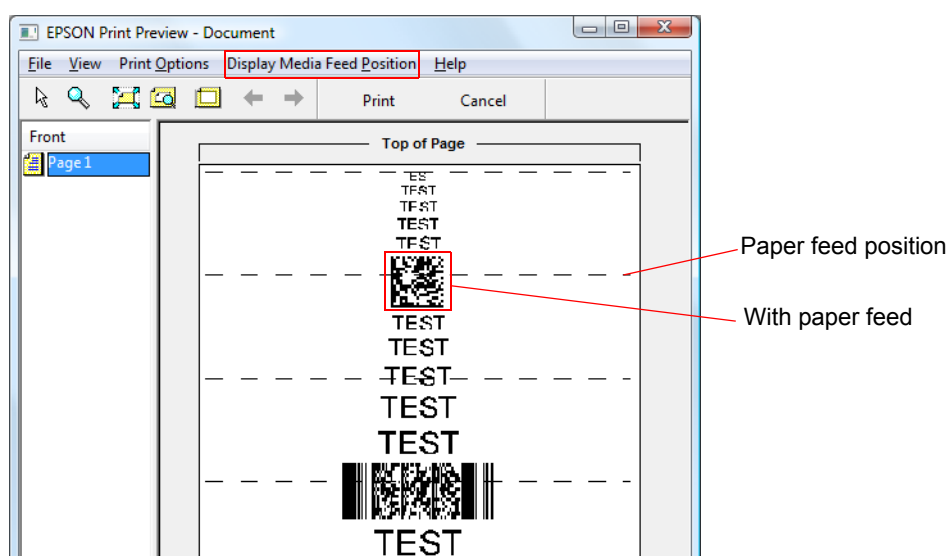 EPSON Print Preview - Document
File View Print Options Display Media Feed Position Help
Print Cancel
Front
Page 1
Top of Page
ES
TEST
TEST
TEST
TEST
Paper feed position
With paper feed
TEST
TEST
TEST
TEST
TEST
TEST